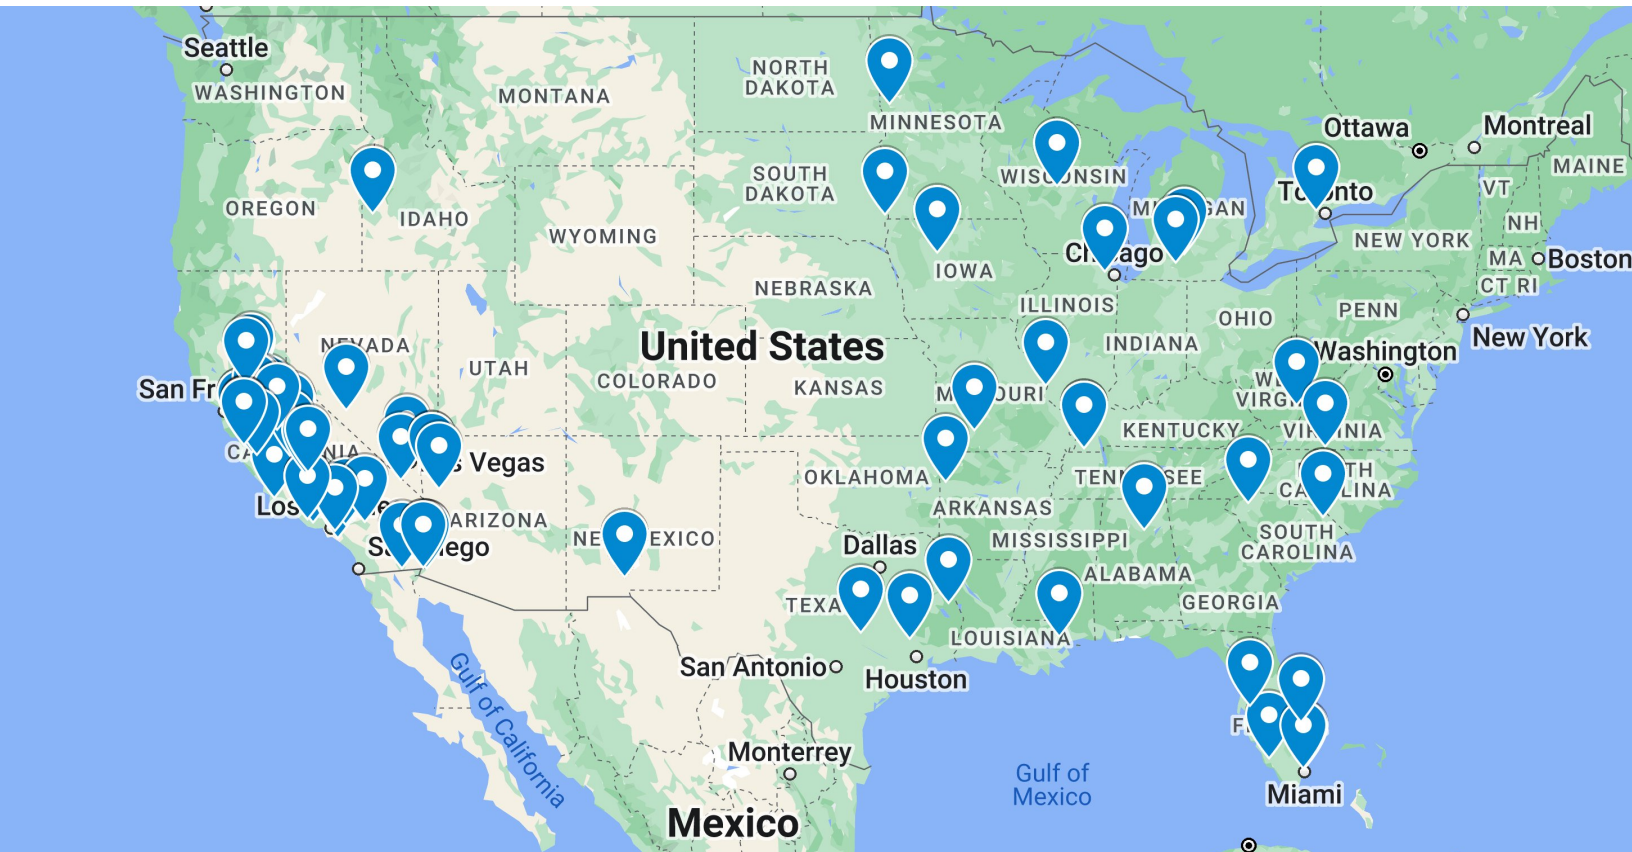 Seattle
WASHINGTON
MONTANA
NORTH
DAKOTA
MINNESOTA
Ottawa
Montreal
MAINE
OREGON
IDAHO
SOUTH
DAKOTA
WYOMING
VT
NH
NEW YORK
MA
Boston
CT RI
IOWA
NEBRASKA
ILLINOIS
INDIANA
OHIO
PENN
New York
United States
Washington
NEVADA
UTAH
COLORADO
KANSAS
San Fr
KENTUCKY
VIRGINIA
s Vegas
OKLAHOMA
ARKANSAS
ARIZONA
Dallas
MISSISSIPPI
SOUTH
CAROLINA
ALABAMA
GEORGIA
LOUISIANA
San Antonio
Houston
Gulf of California
Monterrey
Gulf of
Mexico
Miami
Mexico